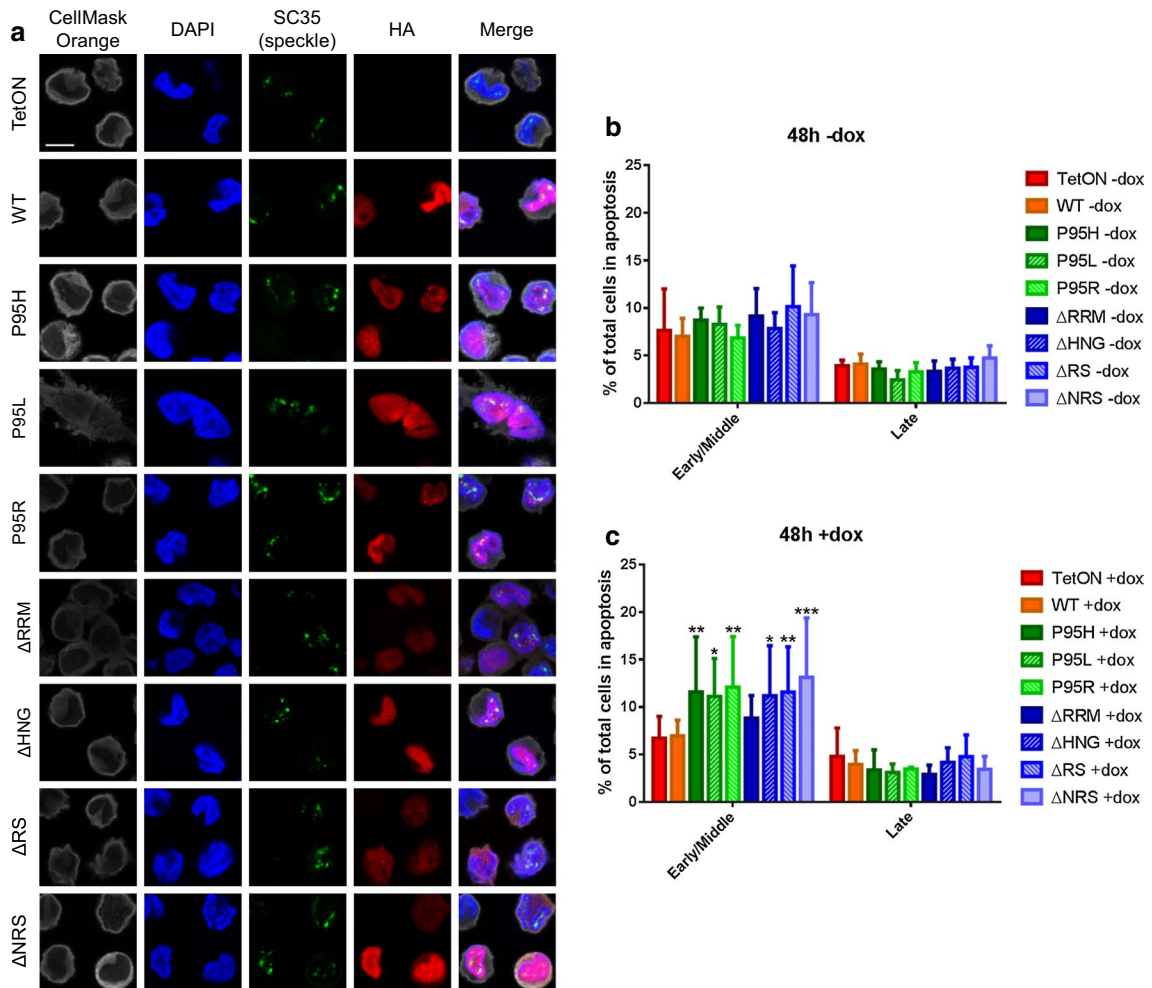 a
CellMask
Orange
DAPI
SC35
(speckle)
HA
Merge
TetON
WT
P95H
P95L
P95R
ΔRRM
ΔHNG
ΔRS
ΔNRS
b
48h -dox
% of total cells in apoptosis
25
20
15
10
5
0
Early/Middle
Late
TetON -dox
WT -dox
P95H -dox
P95L -dox
P95R -dox
ΔRRM -dox
ΔHNG -dox
ΔRS -dox
ΔNRS -dox
c
48h +dox
% of total cells in apoptosis
25
20
15
10
5
0
**
*
**
*
**
***
Early/Middle
Late
TetON +dox
WT +dox
P95H +dox
P95L +dox
P95R +dox
ΔRRM +dox
ΔHNG +dox
ΔRS +dox
ΔNRS +dox